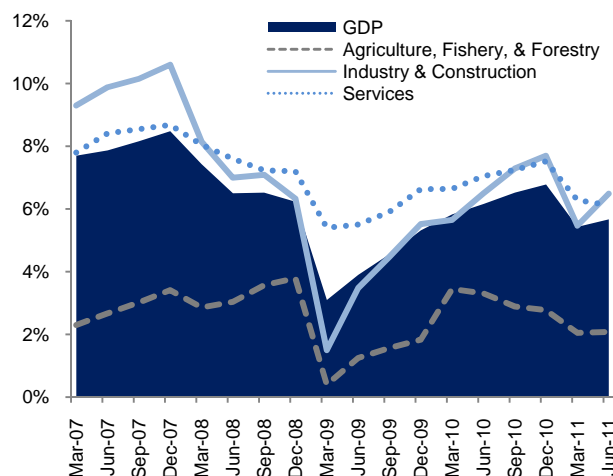 12%
10%
8%
6%
4%
2%
0%
GDP
Agriculture, Fishery, & Forestry
Industry & Construction
Services
Mar-07
Jun-07
Sep-07
Dec-07
Mar-08
Jun-08
Sep-08
Dec-08
Mar-09
Jun-09
Sep-09
Dec-09
Mar-10
Jun-10
Sep-10
Dec-10
Mar-11
Jun-11